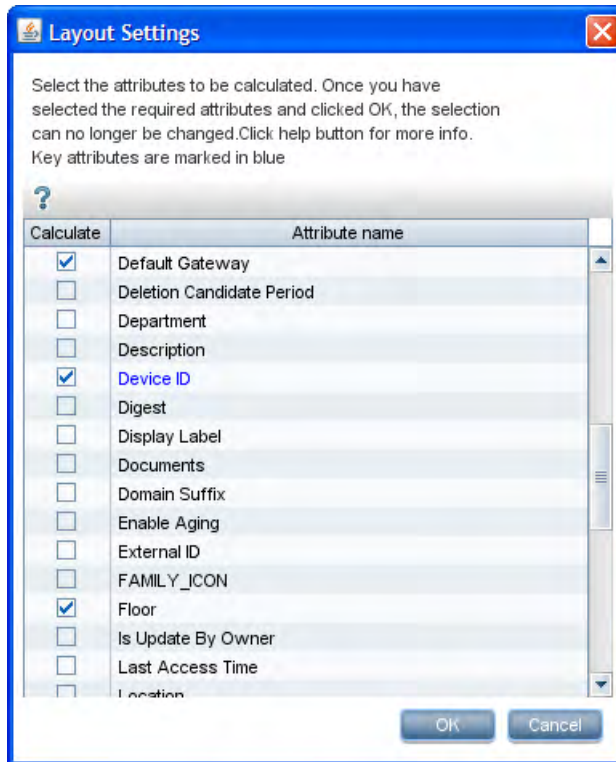 Layout Settings
Select the attributes to be calculated. Once you have
selected the required attributes and clicked OK, the selection
can no longer be changed.Click help button for more info.
Key attributes are marked in blue
?
Calculate Attribute name
Default Gateway
Deletion Candidate Period
Department
Description
Device ID
Digest
Display Label
Documents
Domain Suffix
Enable Aging
External ID
FAMILY_ICON
Floor
Is Update By Owner
Last Access Time
Location
OK Cancel